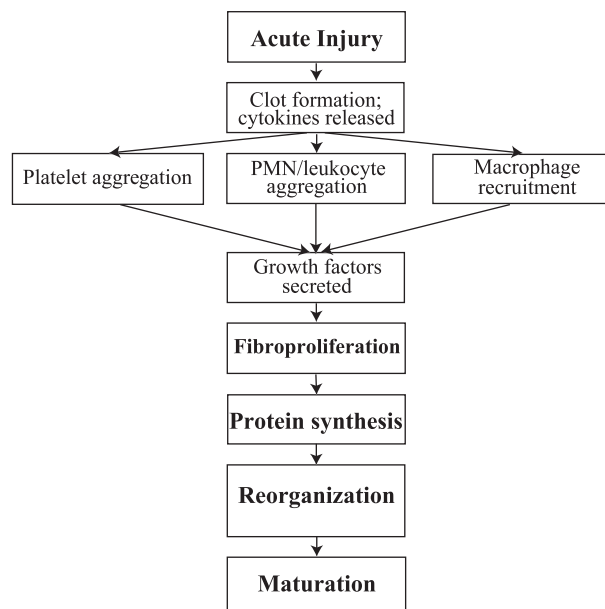 Acute Injury
Clot formation;
cytokines released
Platelet aggregation
PMN/leukocyte
aggregation
Macrophage
recruitment
Growth factors
secreted
Fibroproliferation
Protein synthesis
Reorganization
Maturation